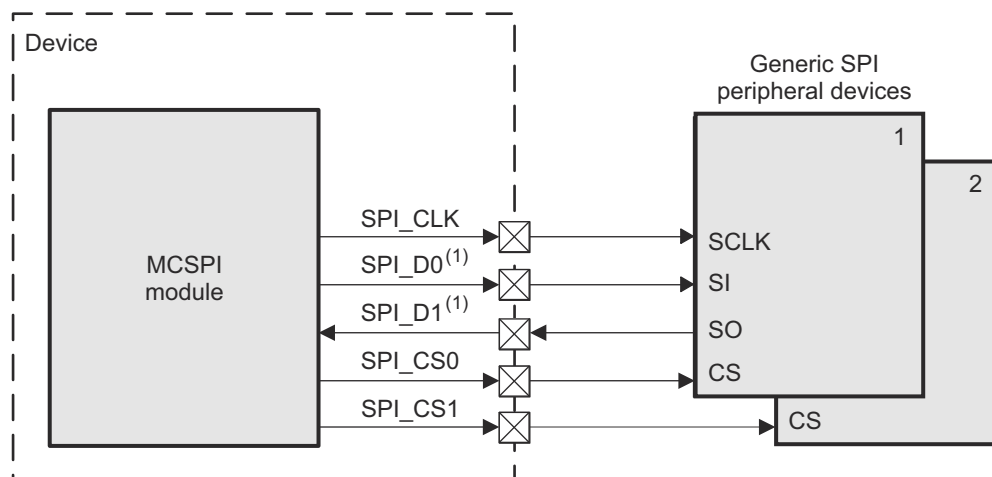 Device
Generic SPI
peripheral devices
1
2
MCSPI
module
SPI_CLK
SPI_D0(1)
SPI_D1(1)
SPI_CS0
SPI_CS1
SCLK
SI
SO
CS
CS